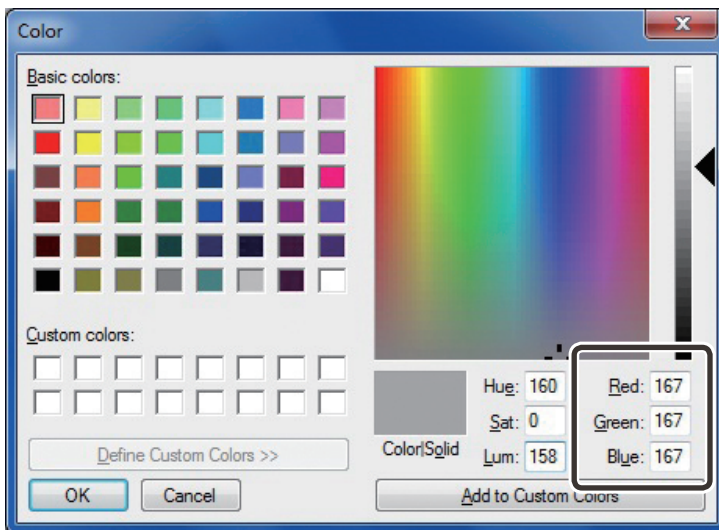 Color
Basic colors:
Custom colors:
Define Custom Colors >>
OK Cancel
Color|Solid
Hue: 160
Sat: 0
Lum: 158
Red: 167
Green: 167
Blue: 167
Add to Custom Colors